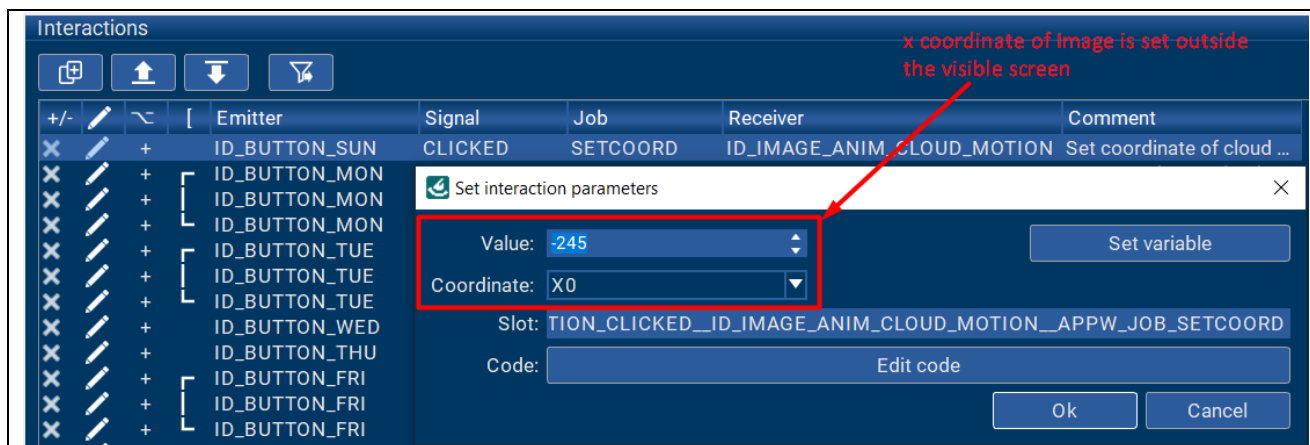 Interactions
x coordinate of Image is set outside
the visible screen
+/- [ Emitter Signal Job Receiver Comment
+ ID_BUTTON_SUN CLICKED SETCOORD ID_IMAGE_ANIM_CLOUD_MOTION Set coordinate of cloud ...
+ ID_BUTTON_MON
+ ID_BUTTON_MON
+ ID_BUTTON_MON
+ ID_BUTTON_TUE
+ ID_BUTTON_TUE
+ ID_BUTTON_TUE
+ ID_BUTTON_WED
+ ID_BUTTON_THU
+ ID_BUTTON_FRI
+ ID_BUTTON_FRI
+ ID_BUTTON_FRI
Set interaction parameters
Value: -245 Set variable
Coordinate: X0
Slot: TION_CLICKED__ID_IMAGE_ANIM_CLOUD_MOTION__APPW_JOB_SETCOORD
Code: Edit code
Ok Cancel